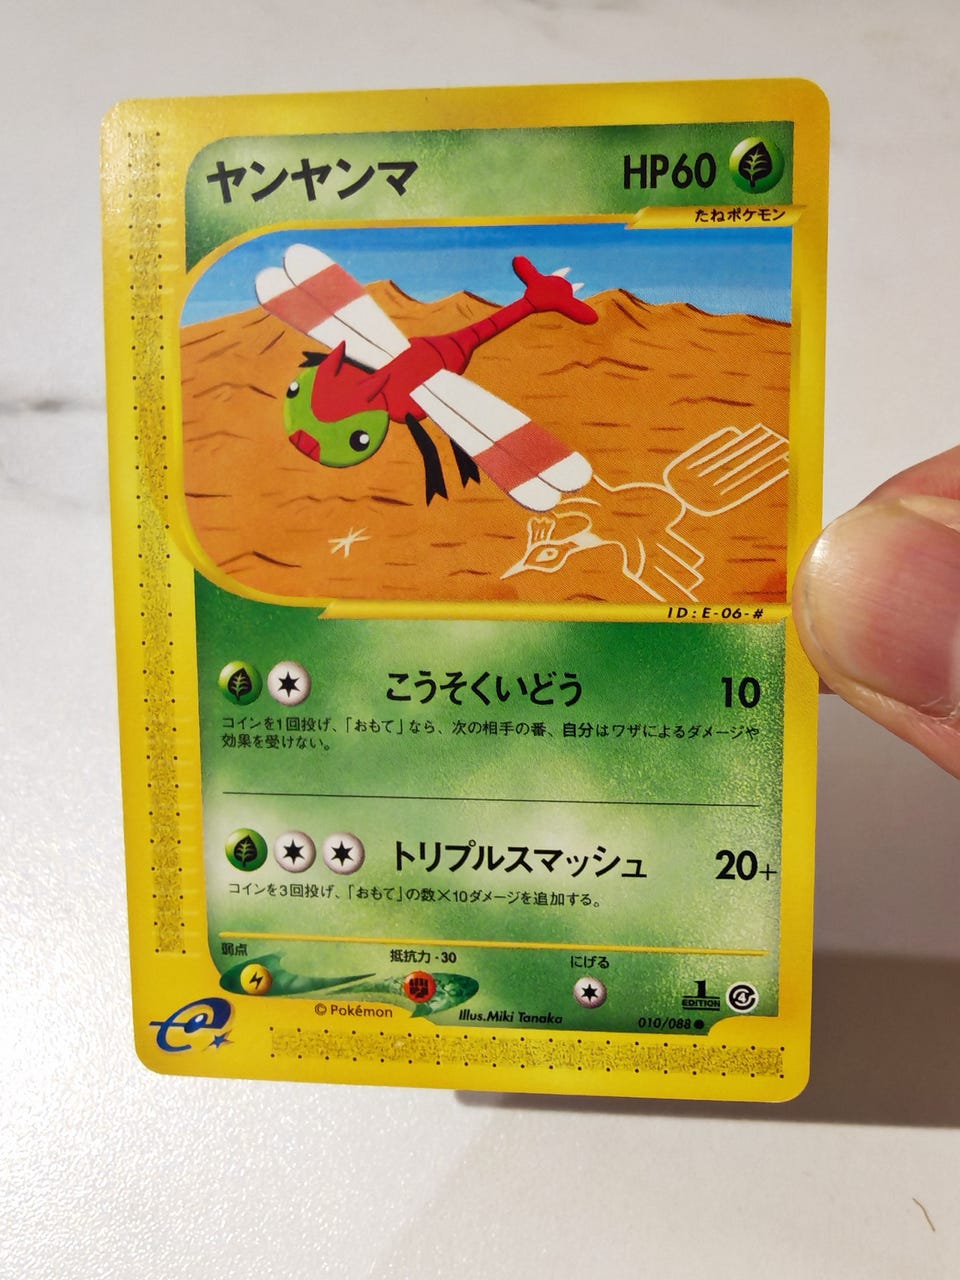 ヤンヤンマ
HP60
たねポケモン
ID:E-06-#
こうそくいどう 10
コインを1回投げ、「おもて」なら、次の相手の番、自分はワザによるダメージや
効果を受けない。
トリプルスマッシュ 20+
コインを3回投げ、「おもて」の数×10ダメージを追加する。
弱点 抵抗力-30 にげる
© Pokémon
Illus.Miki Tanaka
1 EDITION
010/088●
e